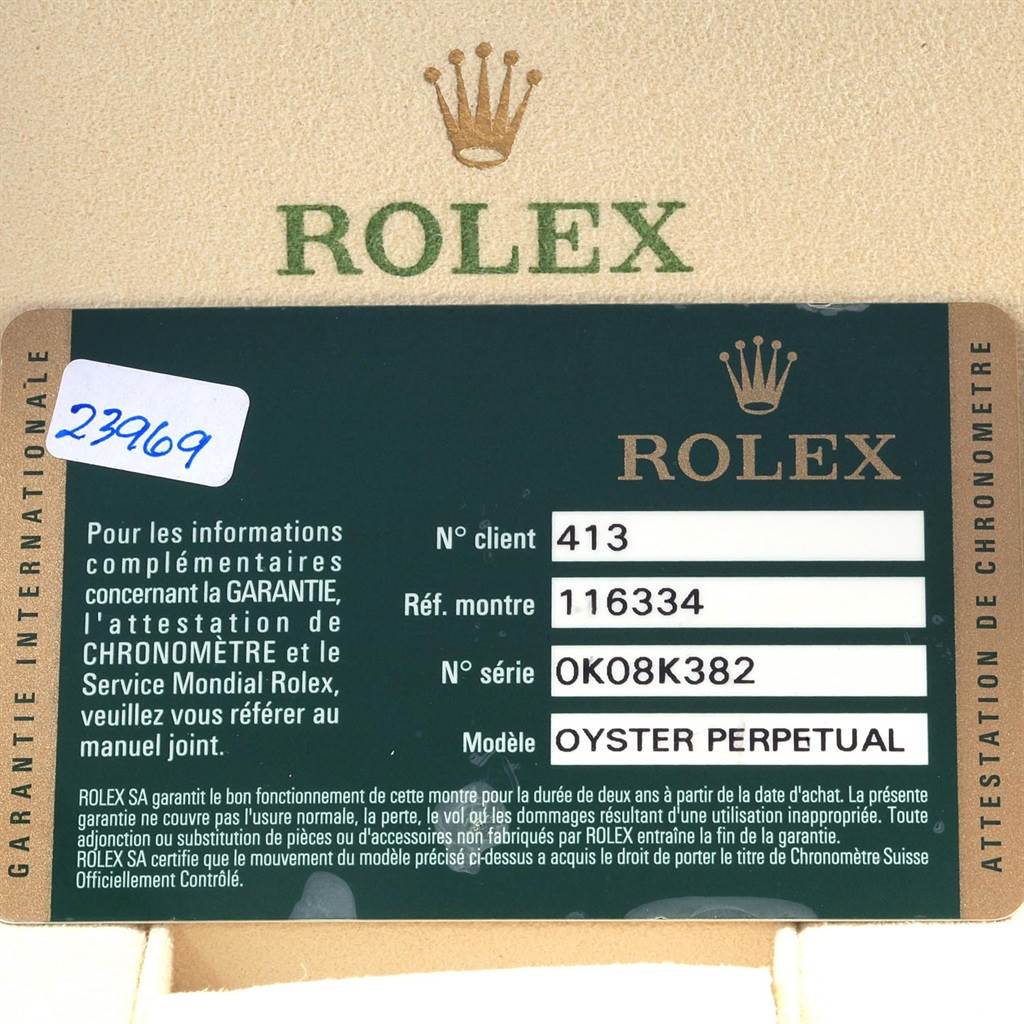 ROLEX
GARANTIE INTERNATIONALE
23969
ROLEX
Pour les informations
complémentaires
concernant la GARANTIE,
l'attestation de
CHRONOMÈTRE et le
Service Mondial Rolex,
veuillez vous référer au
manuel joint.
N° client 413
Réf. montre 116334
N° série 0K08K382
Modèle OYSTER PERPETUAL
ROLEX SA garantit le bon fonctionnement de cette montre pour la durée de deux ans à partir de la date d'achat. La présente
garantie ne couvre pas l'usure normale, la perte, le vol ou les dommages résultant d'une utilisation inappropriée. Toute
adjonction ou substitution de pièces ou d'accessoires non fabriqués par ROLEX entraîne la fin de la garantie.
ROLEX SA certifie que le mouvement du modèle précisé ci-dessus a acquis le droit de porter le titre de Chronomètre Suisse
Officiellement Contrôlé.
ATTESTATION DE CHRONOMETRE